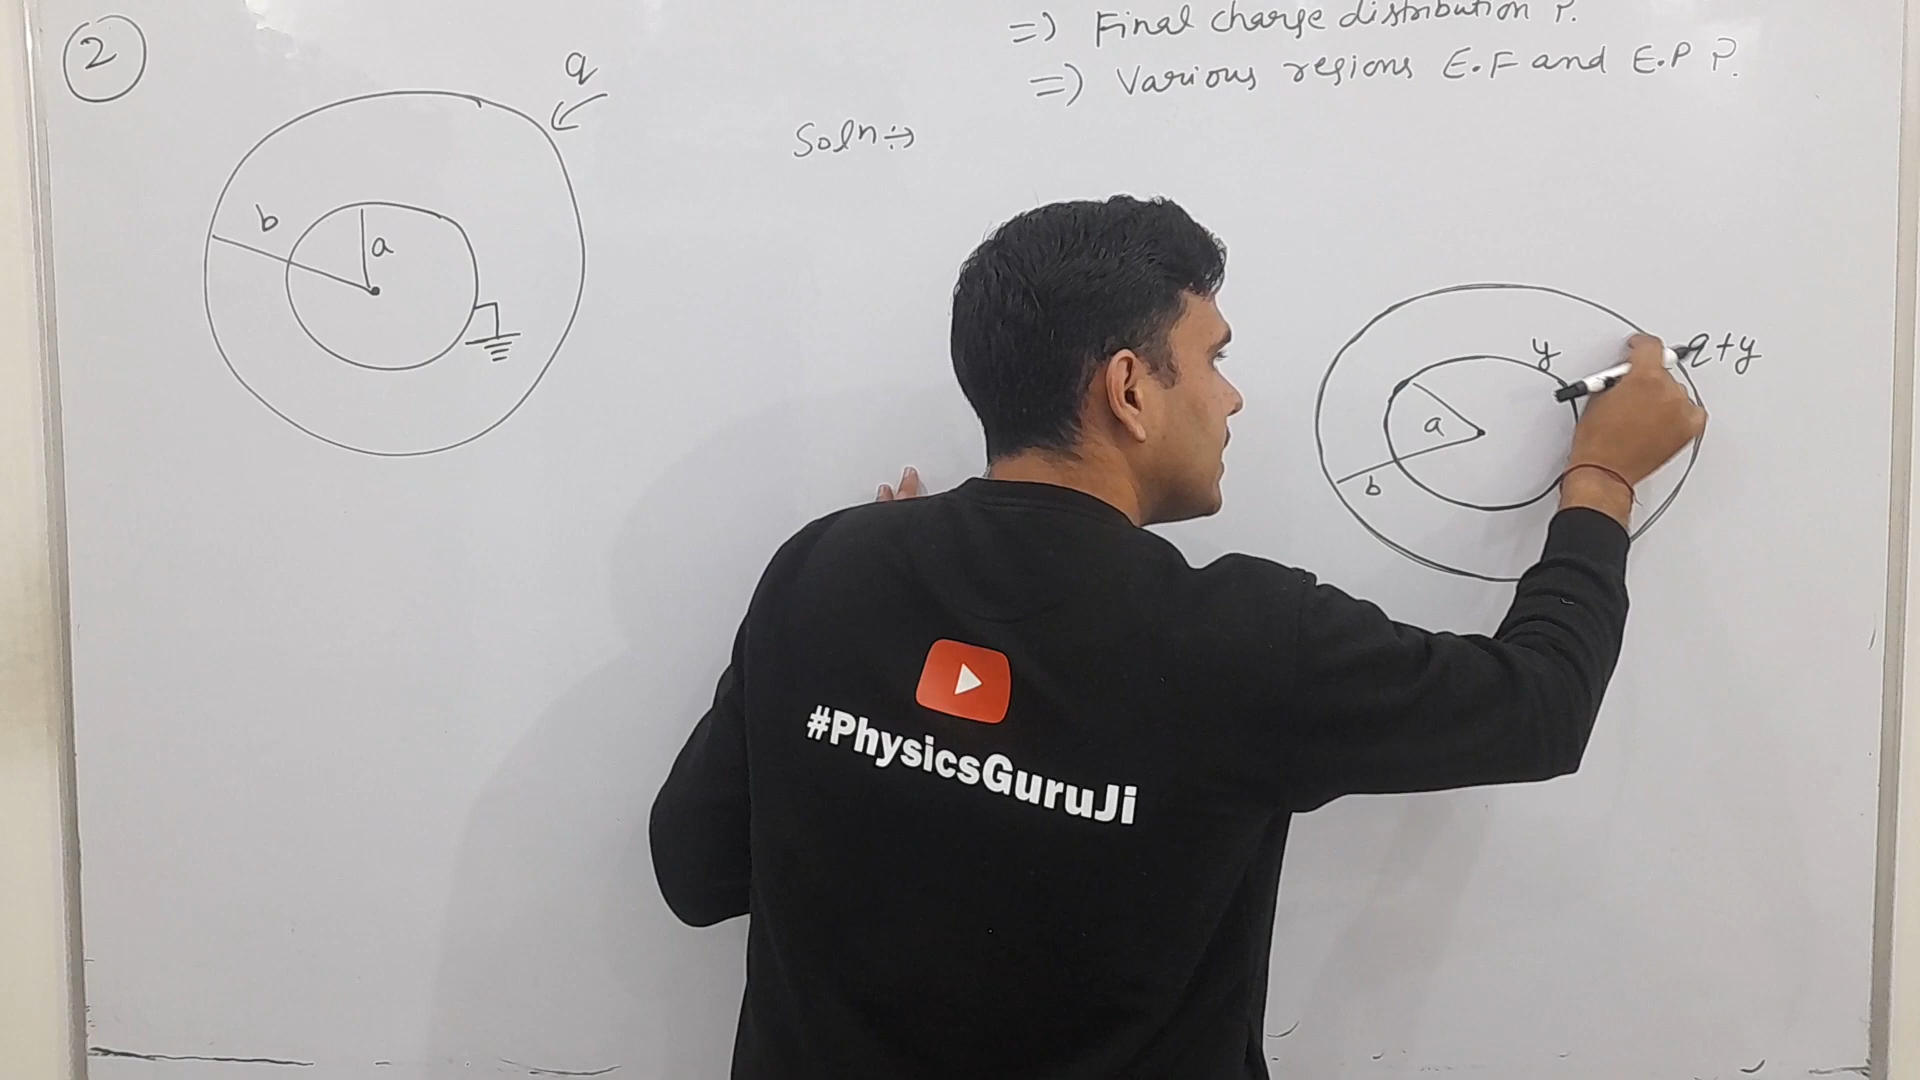 =) Final charge distribution ?.
=) Various regions E.F and E.P ?.
2
q
b
a
Soln ÷)
y
q+y
a
b
#PhysicsGuruJi